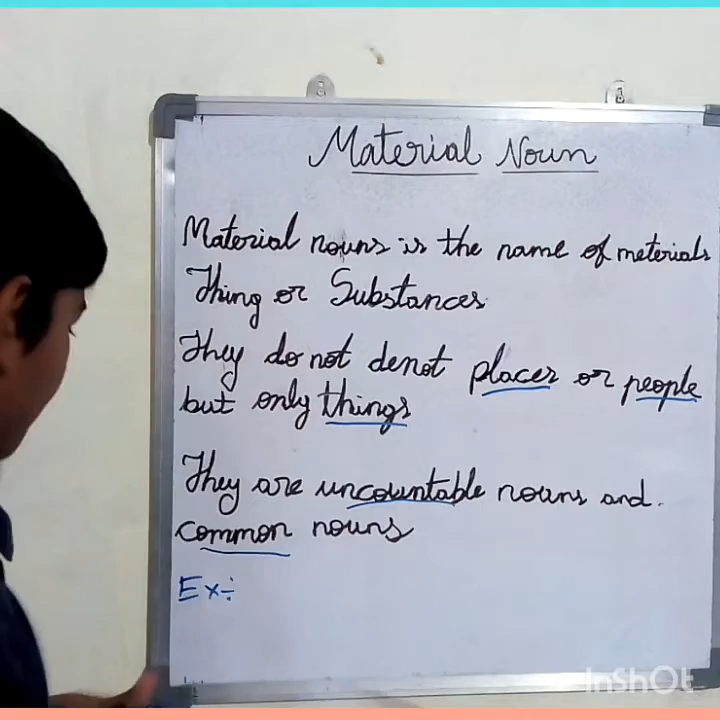 Material Noun
Material nouns is the name of meterials
Thing or Substances
They do not denot places or people
but only things
They are uncountable nouns and.
common nouns
Ex÷
InShOt